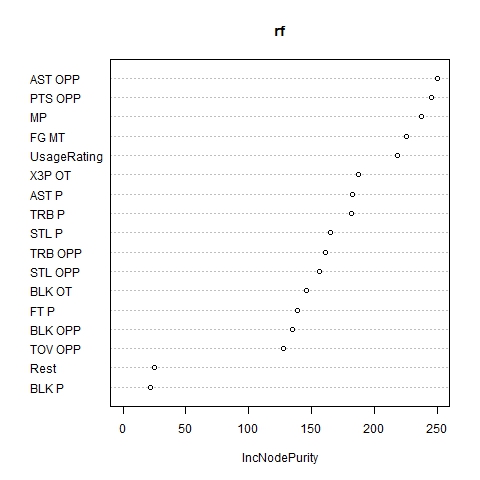 rf
AST OPP
PTS OPP
MP
FG MT
UsageRating
X3P OT
AST P
TRB P
STL P
TRB OPP
STL OPP
BLK OT
FT P
BLK OPP
TOV OPP
Rest
BLK P
0 50 100 150 200 250
IncNodePurity